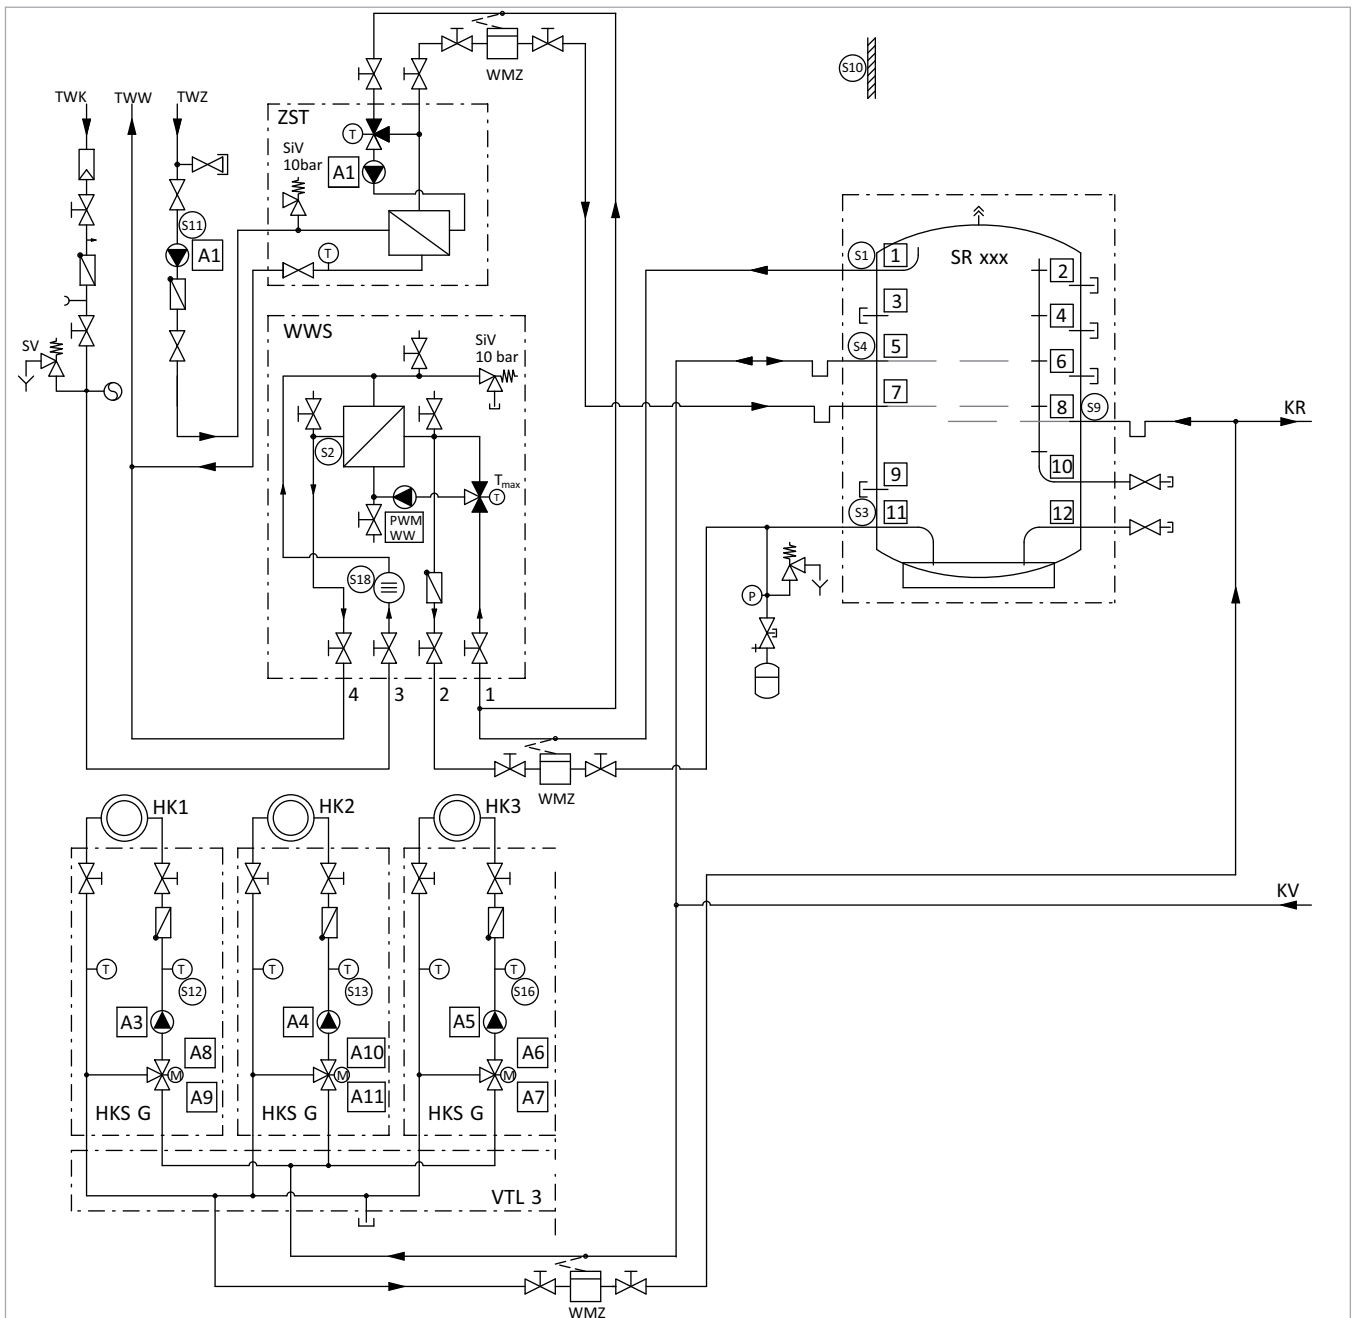 WMZ
S10
TWK
TWW
TWZ
ZST
T
SiV
10bar
A1
S11
A1
T
S1
1
SR xxx
2
3
4
WWS
SiV
10 bar
SV
S4
5
6
7
8
S9
KR
S2
Tmax
T
PWM
WW
9
10
S3
11
12
S18
P
4
3
2
1
WMZ
HK1
HK2
HK3
KV
T
T
S12
T
T
S13
T
T
S16
A3
A4
A5
A8
A10
A6
M
M
M
A9
A11
A7
HKS G
HKS G
HKS G
VTL 3
WMZ